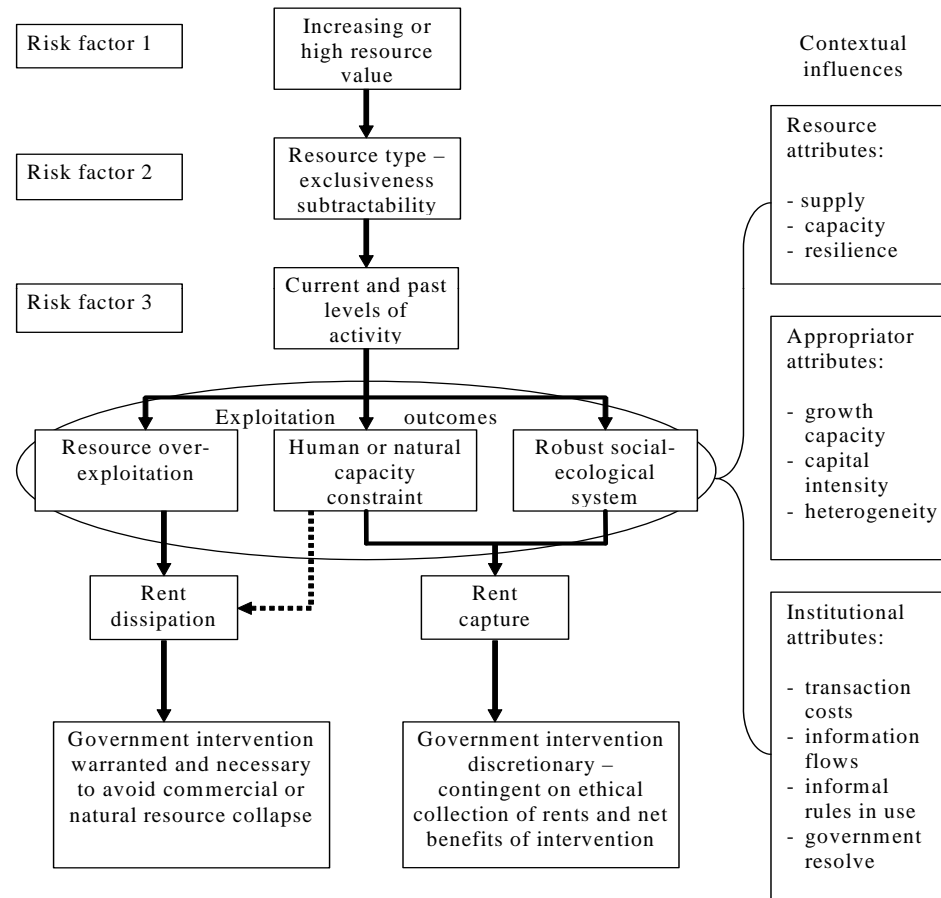 Risk factor 1
Increasing or
high resource
value
Contextual
influences
Risk factor 2
Resource type –
exclusiveness
subtractability
Resource
attributes:
- supply
- capacity
- resilience
Risk factor 3
Current and past
levels of
activity
Appropriator
attributes:
- growth
capacity
- capital
intensity
- heterogeneity
Exploitation outcomes
Resource over-
exploitation
Human or natural
capacity
constraint
Robust social-
ecological
system
Rent
dissipation
Rent
capture
Institutional
attributes:
- transaction
costs
- information
flows
- informal
rules in use
- government
resolve
Government intervention
warranted and necessary
to avoid commercial or
natural resource collapse
Government intervention
discretionary –
contingent on ethical
collection of rents and net
benefits of intervention